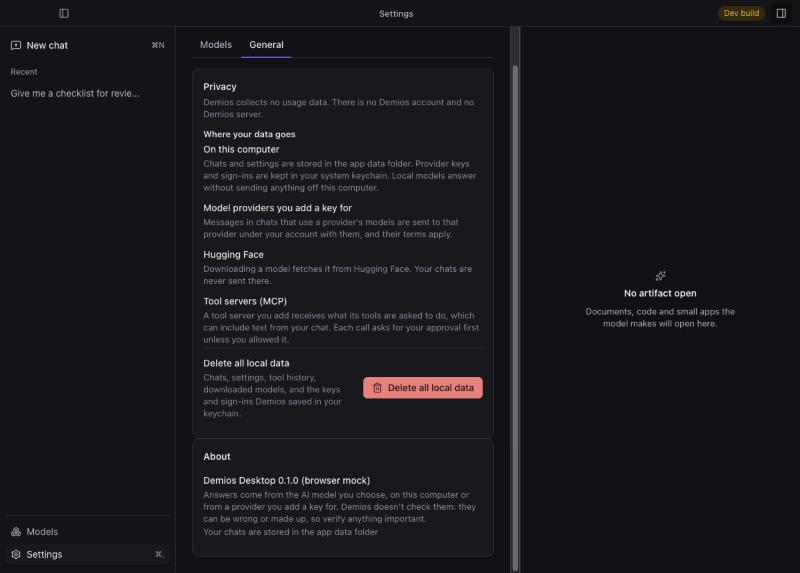 Settings
Dev build
New chat
⌘N
Recent
Give me a checklist for revie...
Models
Settings
⌘,
Models
General
Privacy
Demios collects no usage data. There is no Demios account and no
Demios server.
Where your data goes
On this computer
Chats and settings are stored in the app data folder. Provider keys
and sign-ins are kept in your system keychain. Local models answer
without sending anything off this computer.
Model providers you add a key for
Messages in chats that use a provider's models are sent to that
provider under your account with them, and their terms apply.
Hugging Face
Downloading a model fetches it from Hugging Face. Your chats are
never sent there.
Tool servers (MCP)
A tool server you add receives what its tools are asked to do, which
can include text from your chat. Each call asks for your approval first
unless you allowed it.
Delete all local data
Chats, settings, tool history,
downloaded models, and the keys
and sign-ins Demios saved in your
keychain.
Delete all local data
About
Demios Desktop 0.1.0 (browser mock)
Answers come from the AI model you choose, on this computer or
from a provider you add a key for. Demios doesn't check them: they
can be wrong or made up, so verify anything important.
Your chats are stored in the app data folder
No artifact open
Documents, code and small apps the
model makes will open here.